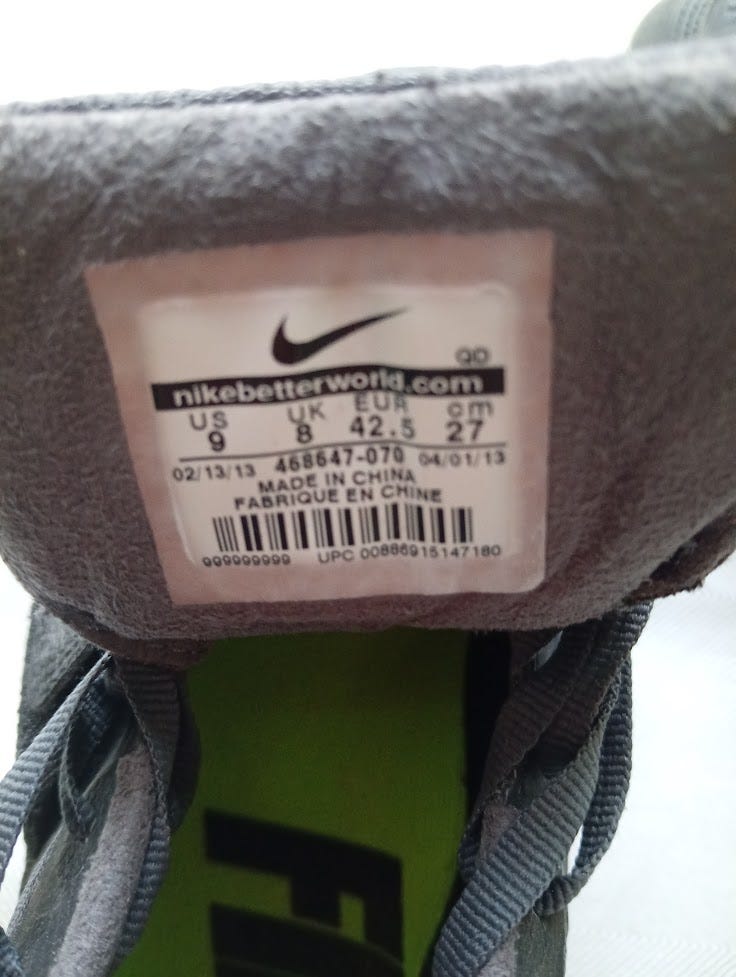 QD
nikebetterworld.com
US UK EUR cm
9 8 42.5 27
02/13/13 468647-070 04/01/13
MADE IN CHINA
FABRIQUE EN CHINE
999999999 UPC 00886915147180